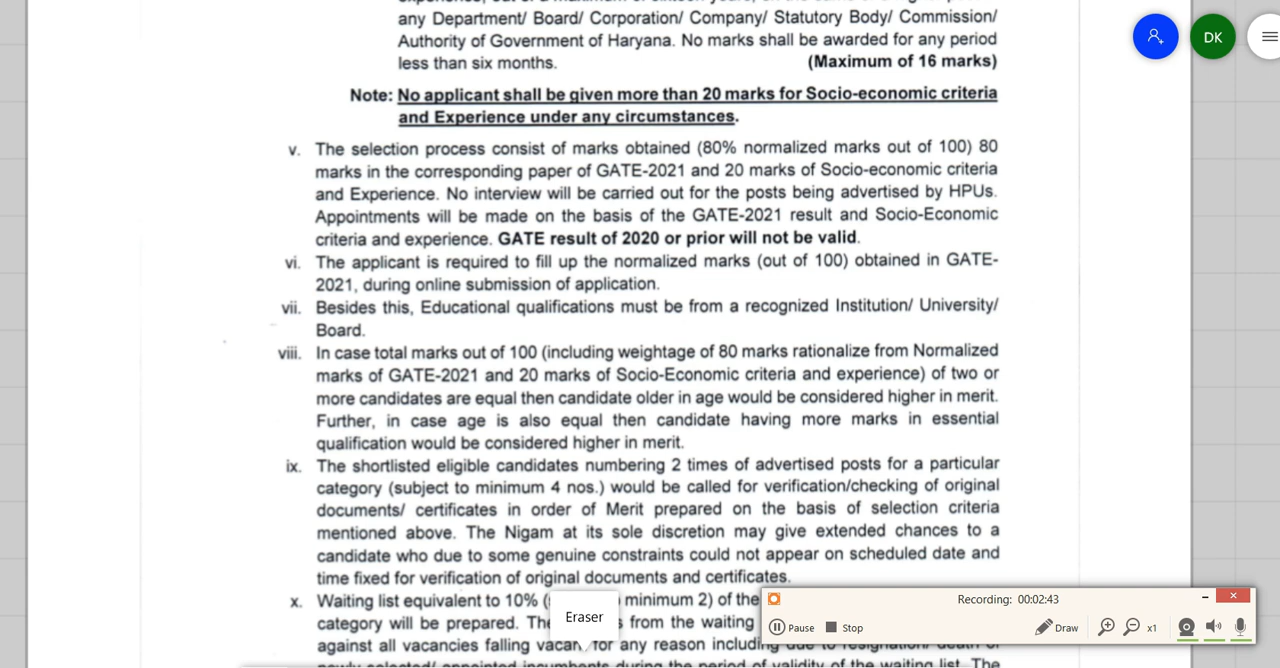 any Department/ Board/ Corporation/ Company/ Statutory Body/ Commission/
Authority of Government of Haryana. No marks shall be awarded for any period
less than six months. (Maximum of 16 marks)
Note: No applicant shall be given more than 20 marks for Socio-economic criteria
and Experience under any circumstances.
v. The selection process consist of marks obtained (80% normalized marks out of 100) 80
marks in the corresponding paper of GATE-2021 and 20 marks of Socio-economic criteria
and Experience. No interview will be carried out for the posts being advertised by HPUs.
Appointments will be made on the basis of the GATE-2021 result and Socio-Economic
criteria and experience. GATE result of 2020 or prior will not be valid.
vi. The applicant is required to fill up the normalized marks (out of 100) obtained in GATE-
2021, during online submission of application.
vii. Besides this, Educational qualifications must be from a recognized Institution/ University/
Board.
viii. In case total marks out of 100 (including weightage of 80 marks rationalize from Normalized
marks of GATE-2021 and 20 marks of Socio-Economic criteria and experience) of two or
more candidates are equal then candidate older in age would be considered higher in merit.
Further, in case age is also equal then candidate having more marks in essential
qualification would be considered higher in merit.
ix. The shortlisted eligible candidates numbering 2 times of advertised posts for a particular
category (subject to minimum 4 nos.) would be called for verification/checking of original
documents/ certificates in order of Merit prepared on the basis of selection criteria
mentioned above. The Nigam at its sole discretion may give extended chances to a
candidate who due to some genuine constraints could not appear on scheduled date and
time fixed for verification of original documents and certificates.
x. Waiting list equivalent to 10% ( minimum 2) of the
category will be prepared. from the waiting
against all vacancies falling for any reason including
DK
Eraser
Recording: 00:02:43
Pause Stop Draw x1